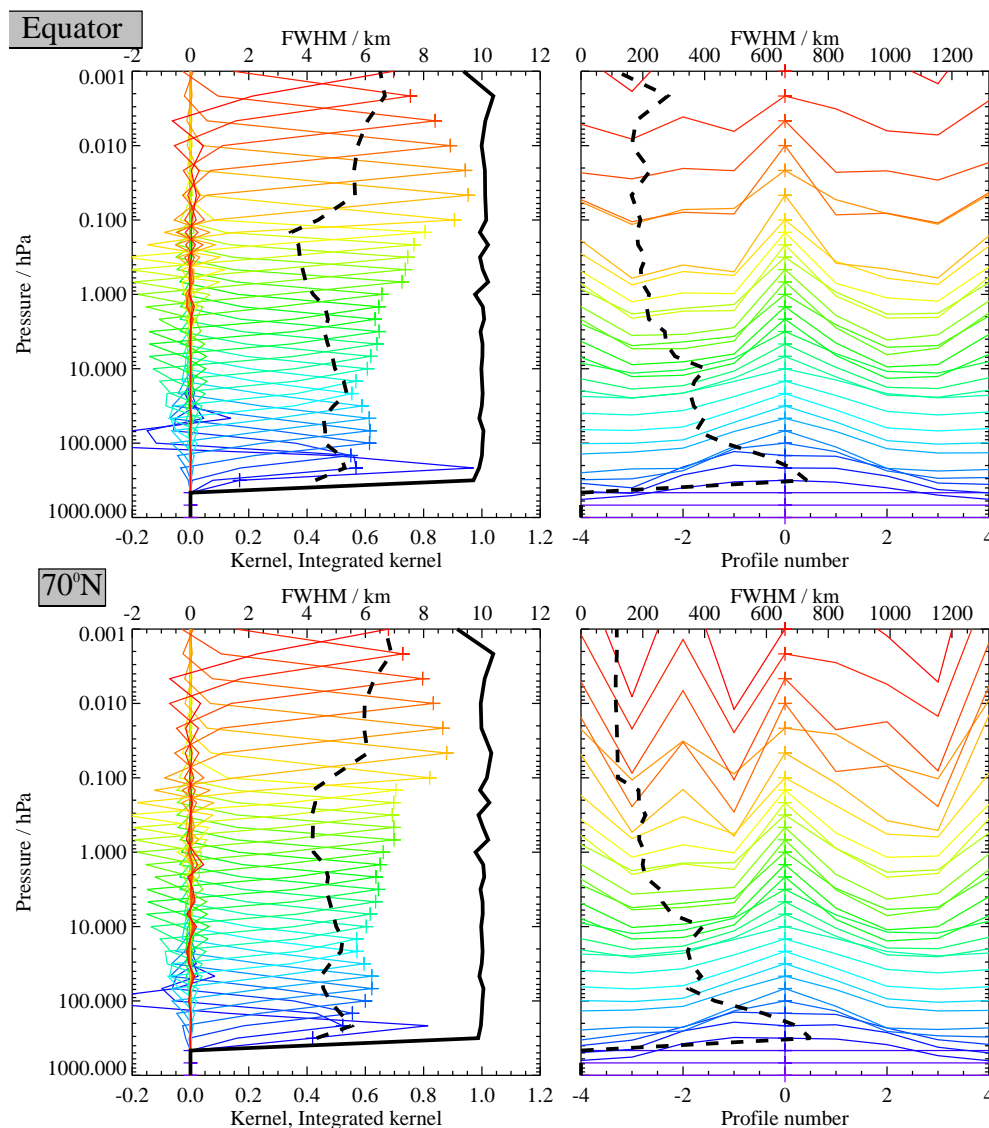 Equator
FWHM / km
-2 0 2 4 6 8 10 12
0.001
0.010
0.100
1.000
10.000
100.000
1000.000
Pressure / hPa
-0.2 0.0 0.2 0.4 0.6 0.8 1.0 1.2
Kernel, Integrated kernel
FWHM / km
0 200 400 600 800 1000 1200
-4 -2 0 2 4
Profile number
70⁰N
FWHM / km
-2 0 2 4 6 8 10 12
0.001
0.010
0.100
1.000
10.000
100.000
1000.000
Pressure / hPa
-0.2 0.0 0.2 0.4 0.6 0.8 1.0 1.2
Kernel, Integrated kernel
FWHM / km
0 200 400 600 800 1000 1200
-4 -2 0 2 4
Profile number